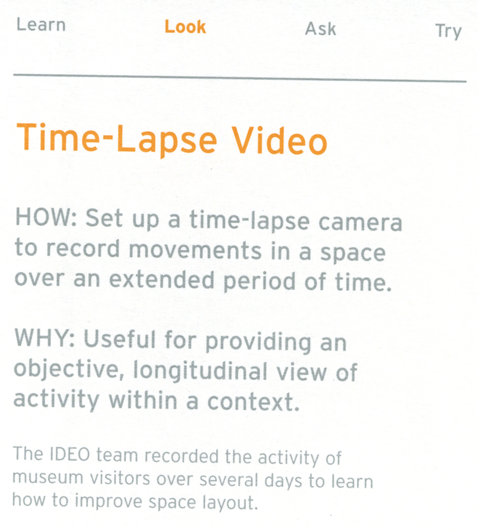 Learn Look Ask Try
Time-Lapse Video
HOW: Set up a time-lapse camera
to record movements in a space
over an extended period of time.
WHY: Useful for providing an
objective, longitudinal view of
activity within a context.
The IDEO team recorded the activity of
museum visitors over several days to learn
how to improve space layout.